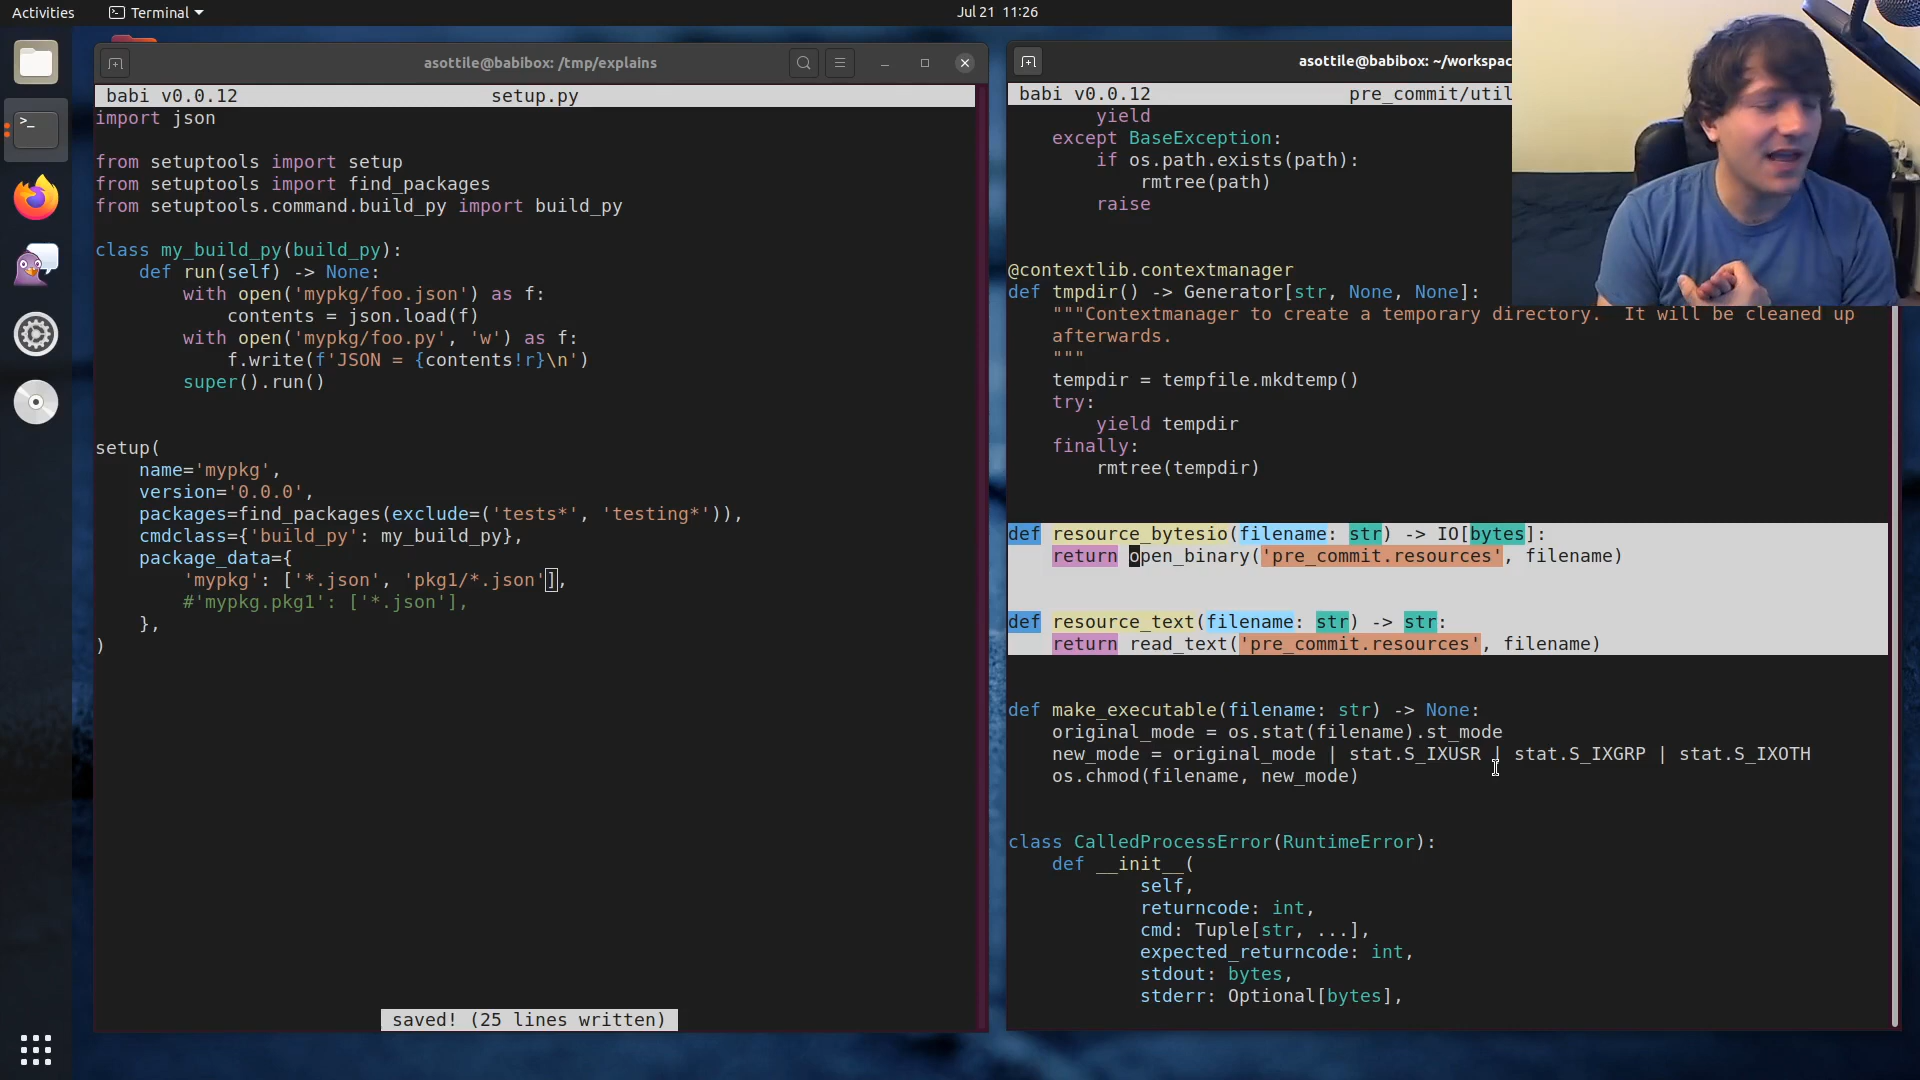 Activities
Terminal
Jul 21 11:26
asottile@babibox: /tmp/explains
babi v0.0.12 setup.py
import json
from setuptools import setup
from setuptools import find_packages
from setuptools.command.build_py import build_py
class my_build_py(build_py):
    def run(self) -> None:
        with open('mypkg/foo.json') as f:
            contents = json.load(f)
        with open('mypkg/foo.py', 'w') as f:
            f.write(f'JSON = {contents!r}\n')
        super().run()
setup(
    name='mypkg',
    version='0.0.0',
    packages=find_packages(exclude=('tests*', 'testing*')),
    cmdclass={'build_py': my_build_py},
    package_data={
        'mypkg': ['*.json', 'pkg1/*.json'],
        #'mypkg.pkg1': ['*.json'],
    },
)
saved! (25 lines written)
asottile@babibox: ~/workspac
babi v0.0.12 pre_commit/util
        yield
    except BaseException:
        if os.path.exists(path):
            rmtree(path)
        raise
@contextlib.contextmanager
def tmpdir() -> Generator[str, None, None]:
    """Contextmanager to create a temporary directory.  It will be cleaned up
    afterwards.
    """
    tempdir = tempfile.mkdtemp()
    try:
        yield tempdir
    finally:
        rmtree(tempdir)
def resource_bytesio(filename: str) -> IO[bytes]:
    return open_binary('pre_commit.resources', filename)
def resource_text(filename: str) -> str:
    return read_text('pre_commit.resources', filename)
def make_executable(filename: str) -> None:
    original_mode = os.stat(filename).st_mode
    new_mode = original_mode | stat.S_IXUSR | stat.S_IXGRP | stat.S_IXOTH
    os.chmod(filename, new_mode)
class CalledProcessError(RuntimeError):
    def __init__(
            self,
            returncode: int,
            cmd: Tuple[str, ...],
            expected_returncode: int,
            stdout: bytes,
            stderr: Optional[bytes],